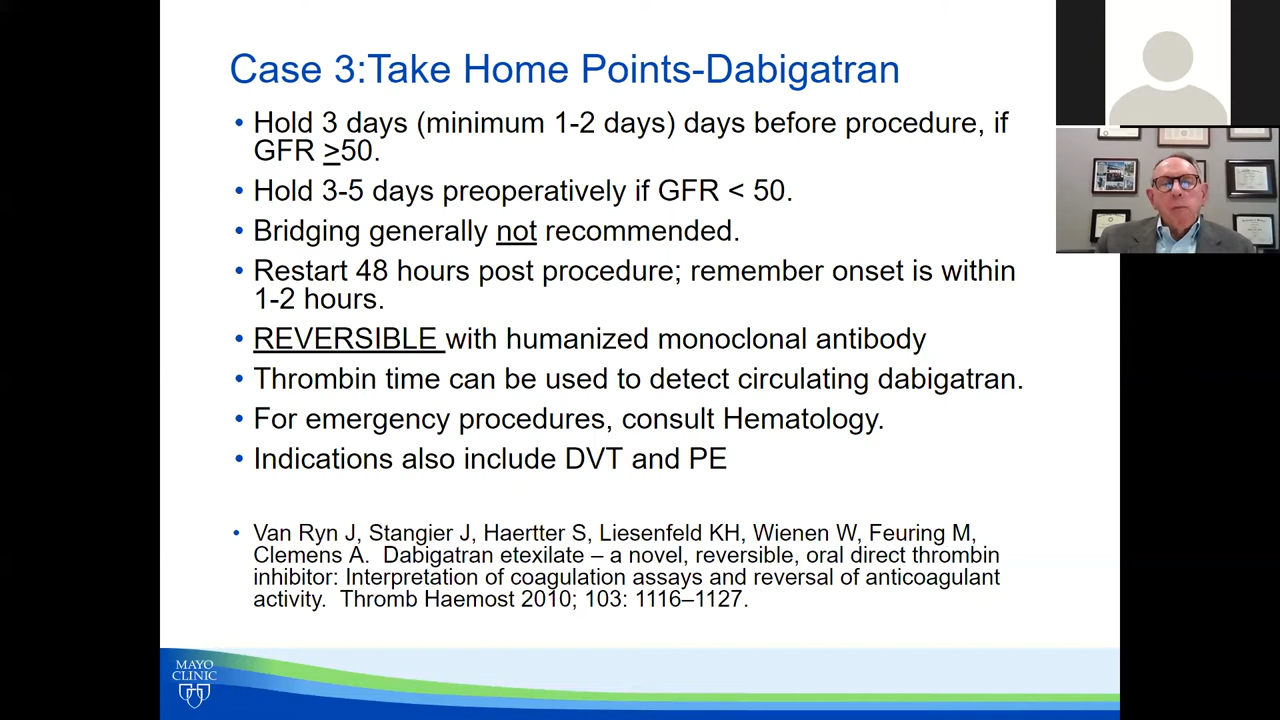 Case 3:Take Home Points-Dabigatran
• Hold 3 days (minimum 1-2 days) days before procedure, if
GFR ≥50.
• Hold 3-5 days preoperatively if GFR < 50.
• Bridging generally not recommended.
• Restart 48 hours post procedure; remember onset is within
1-2 hours.
• REVERSIBLE with humanized monoclonal antibody
• Thrombin time can be used to detect circulating dabigatran.
• For emergency procedures, consult Hematology.
• Indications also include DVT and PE
• Van Ryn J, Stangier J, Haertter S, Liesenfeld KH, Wienen W, Feuring M,
Clemens A. Dabigatran etexilate – a novel, reversible, oral direct thrombin
inhibitor: Interpretation of coagulation assays and reversal of anticoagulant
activity. Thromb Haemost 2010; 103: 1116–1127.
MAYO
CLINIC